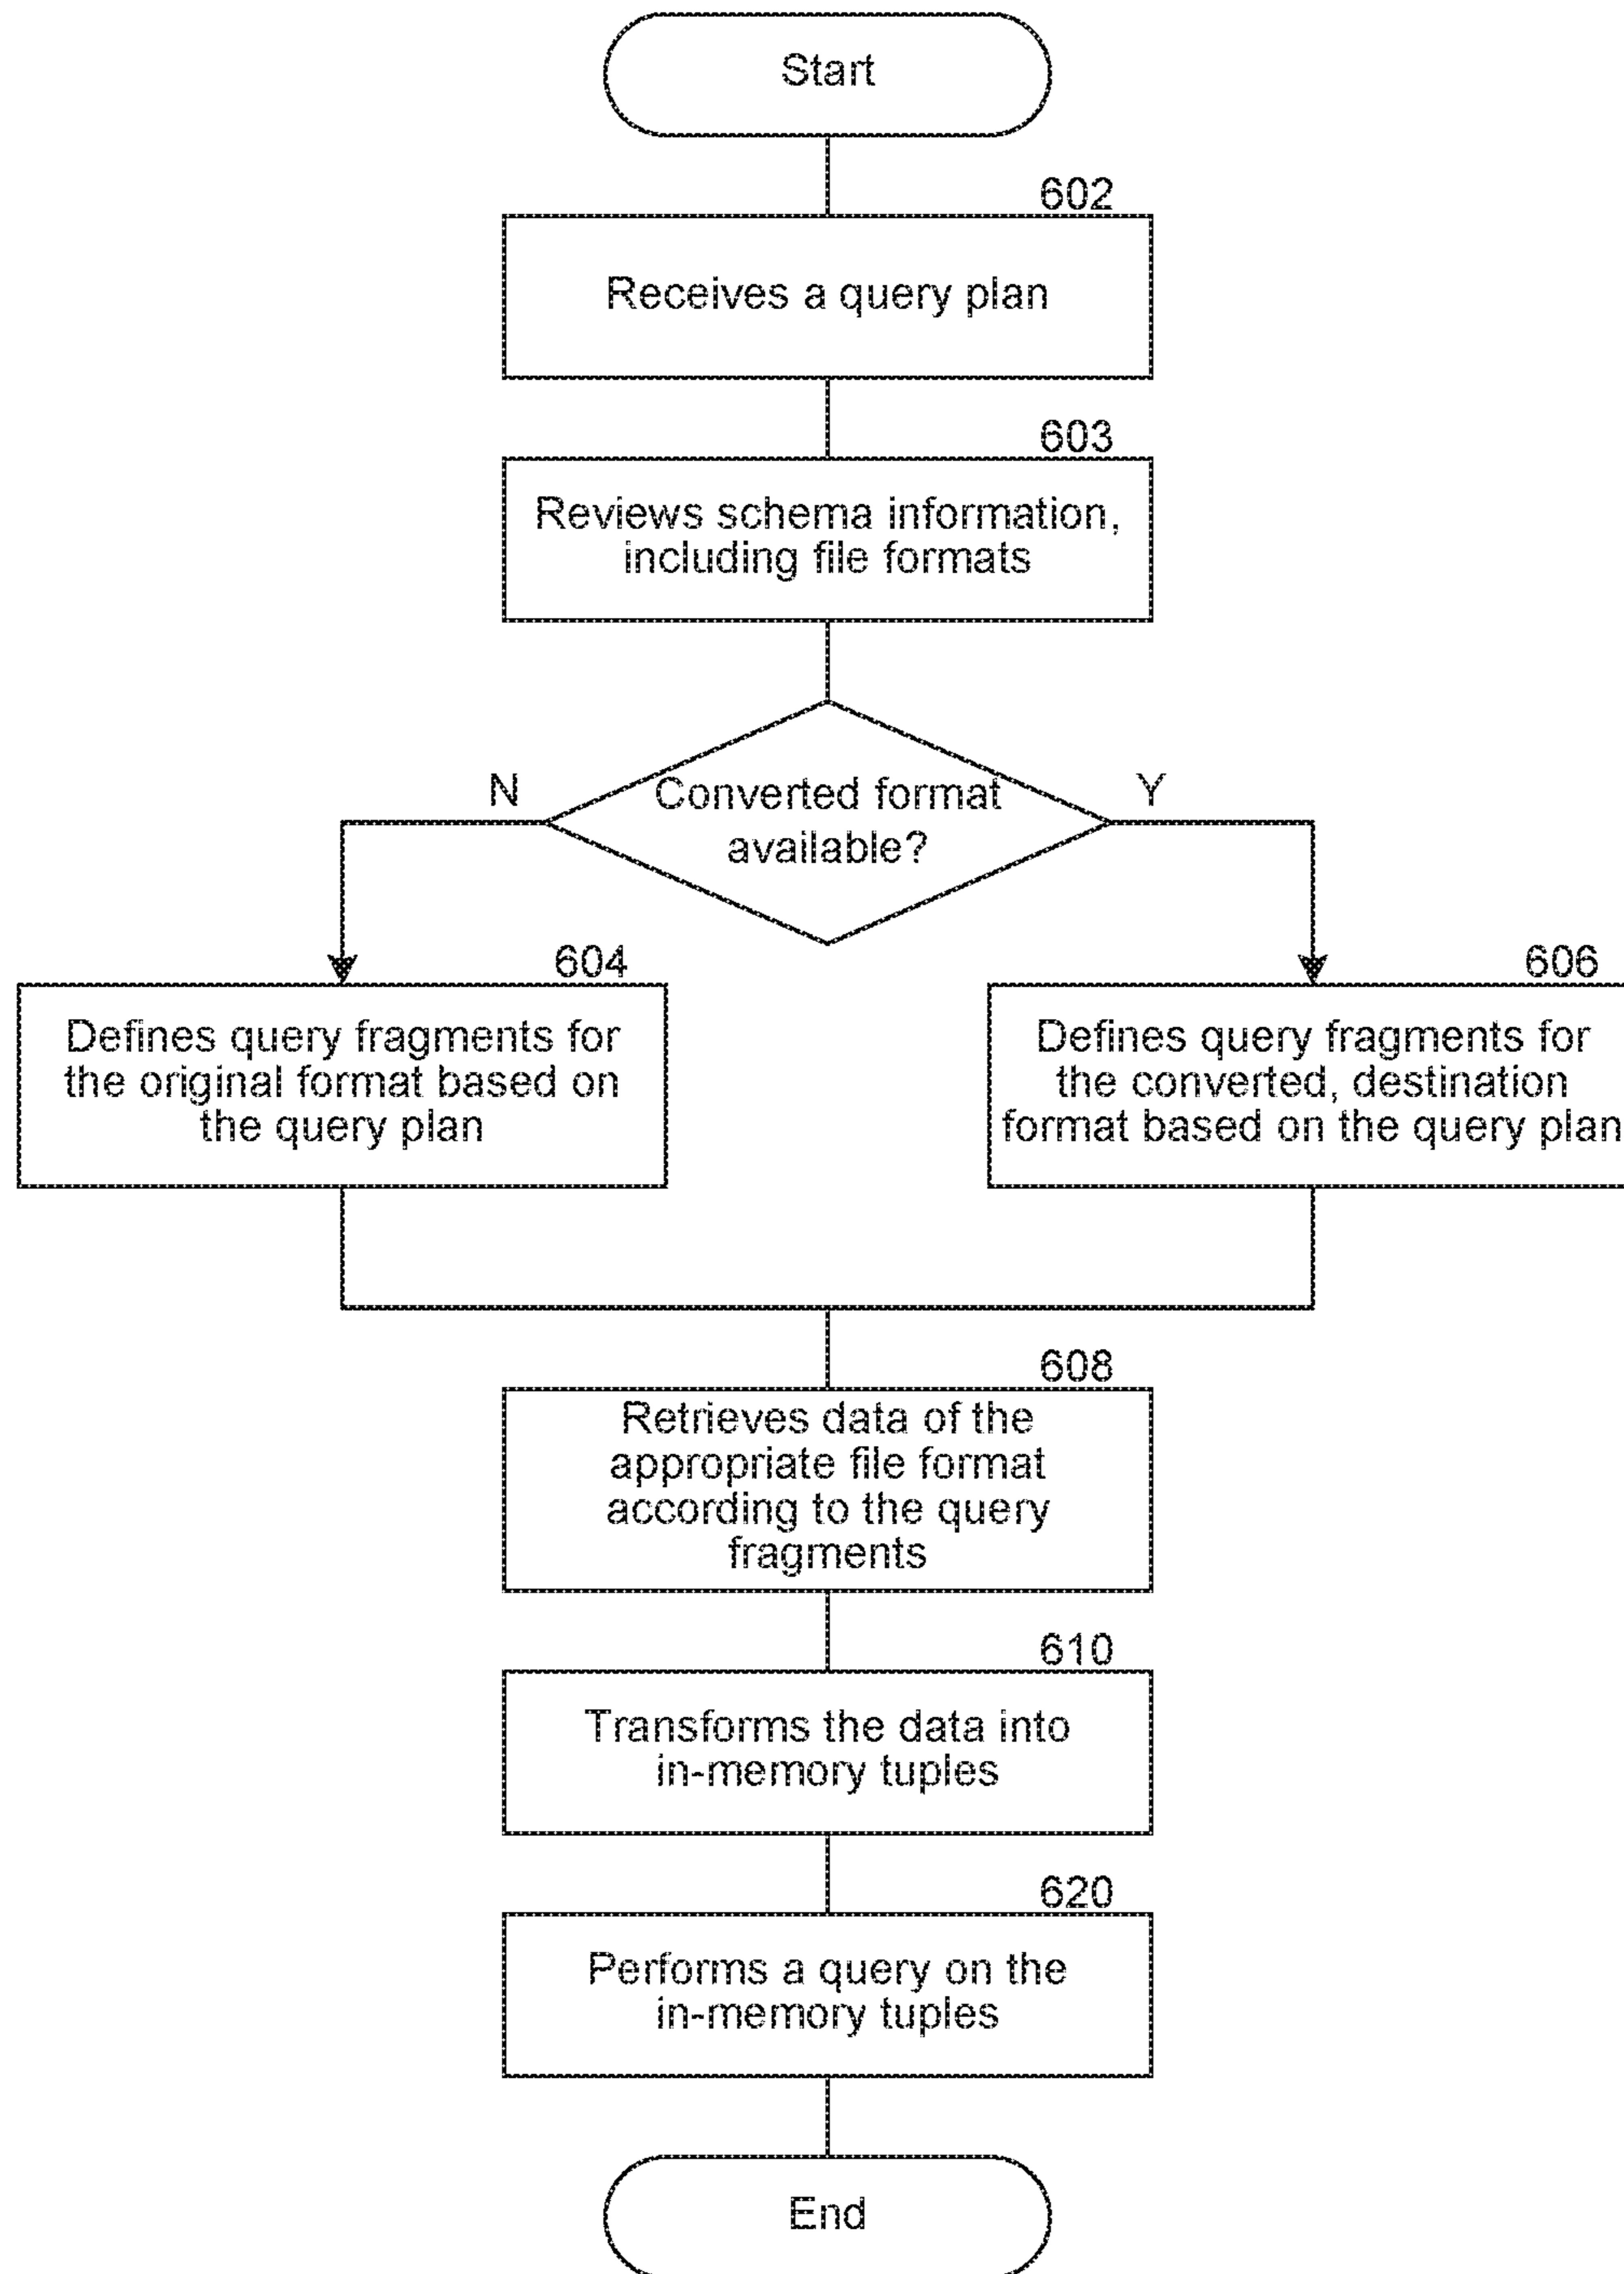 Start
602
Receives a query plan
603
Reviews schema information,
including file formats
N
Converted format
available?
Y
604
Defines query fragments for
the original format based on
the query plan
606
Defines query fragments for
the converted, destination
format based on the query plan
608
Retrieves data of the
appropriate file format
according to the query
fragments
610
Transforms the data into
in-memory tuples
620
Performs a query on the
in-memory tuples
End